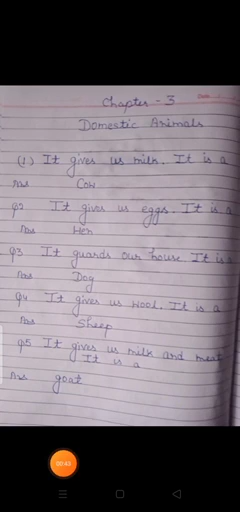 Chapter - 3
Domestic Animals
(1) It gives us milk. It is a
Ans Cow
Q2 It gives us eggs. It is a
Ans Hen
Q3 It guards our house It is a
Ans Dog
Q4 It gives us Wool. It is a
Ans Sheep
Q5 It gives us milk and meat
It is a
Ans goat
00:43